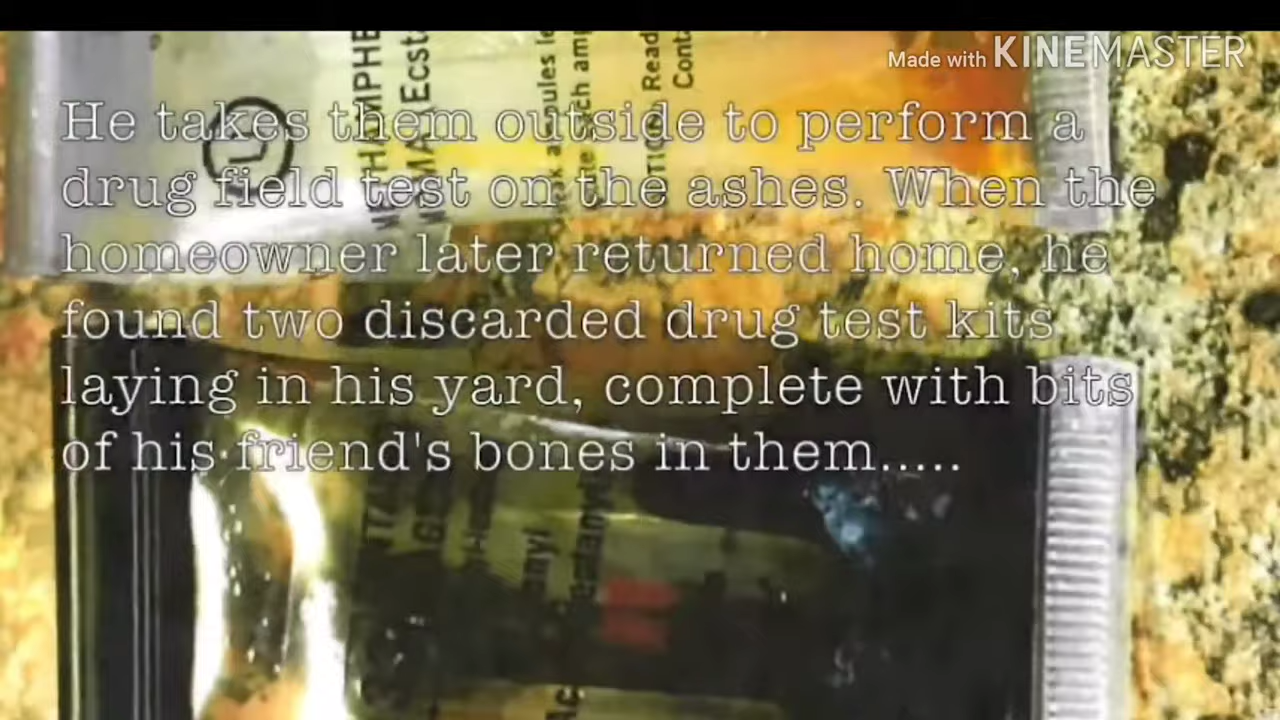 Made with KINEMASTER
He takes them outside to perform a
drug field test on the ashes. When the
homeowner later returned home, he
found two discarded drug test kits
laying in his yard, complete with bits
of his friend's bones in them.....
L